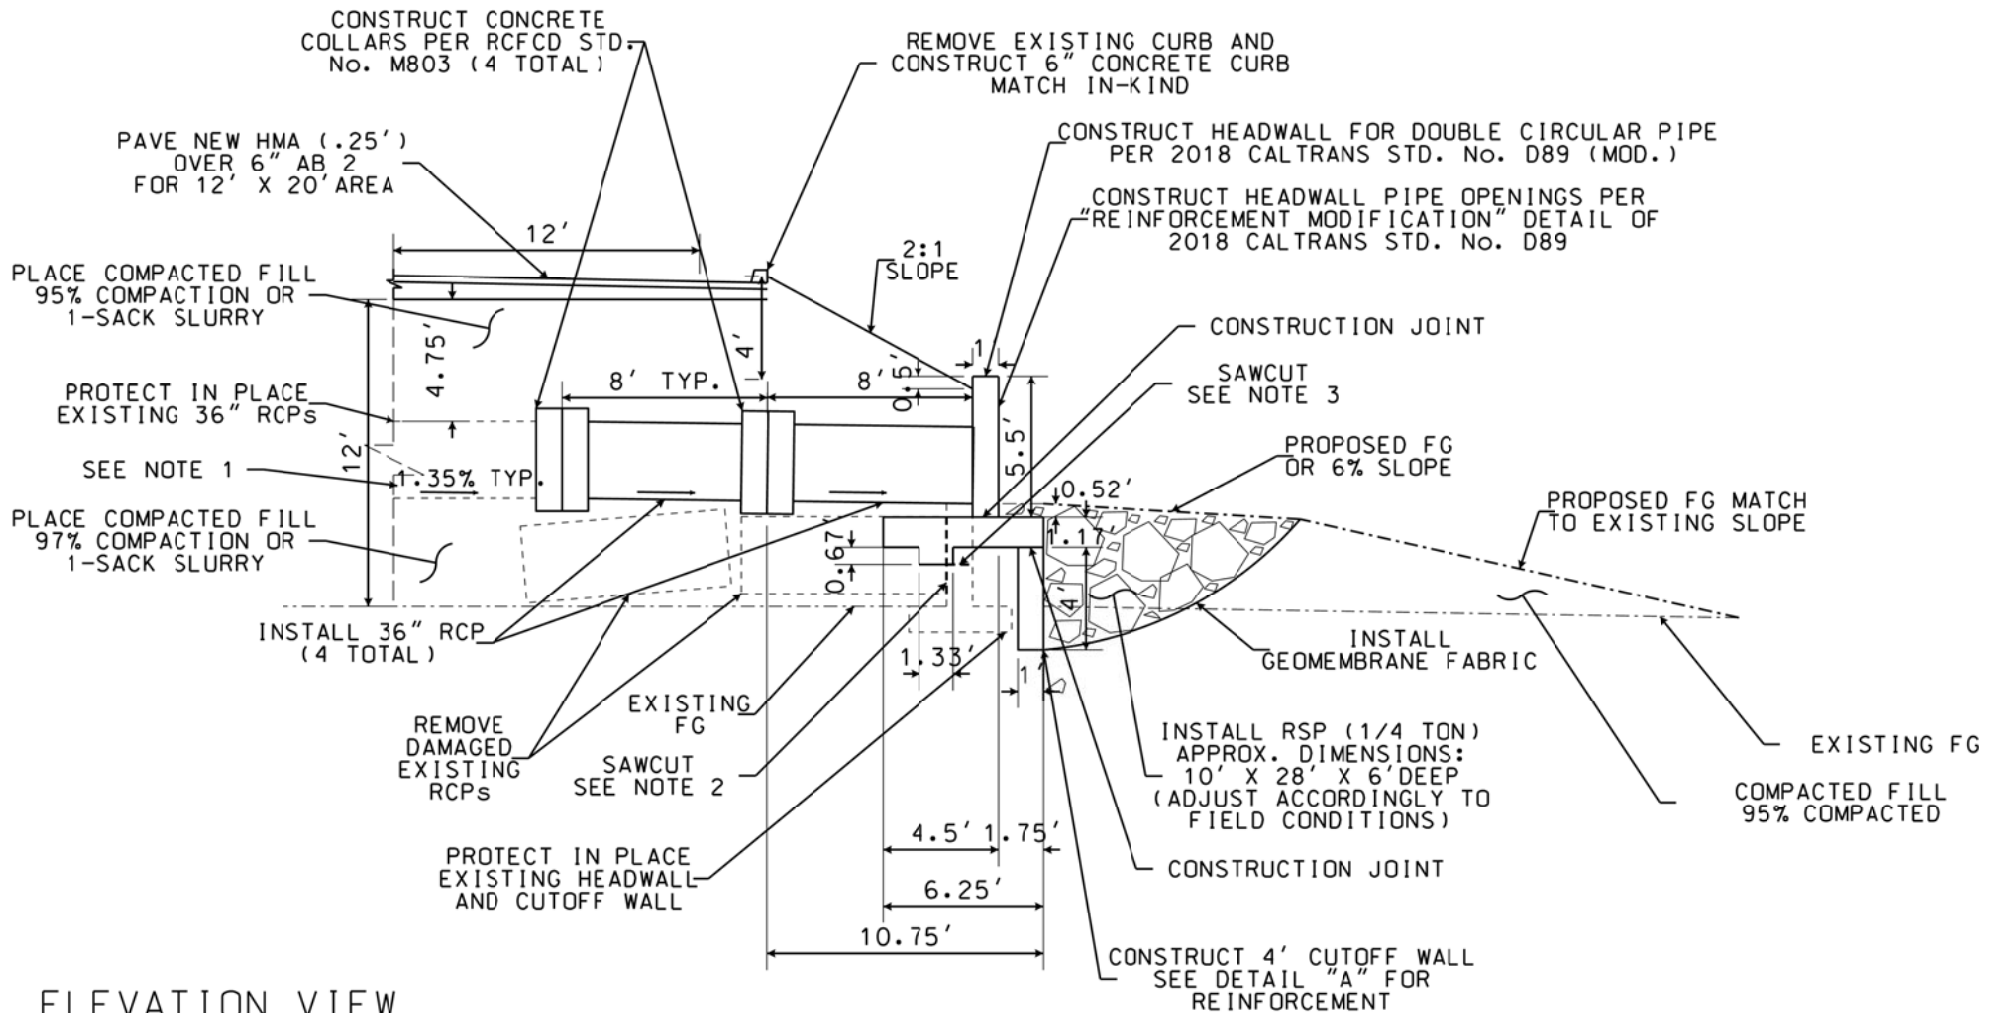 CONSTRUCT CONCRETE
COLLARS PER RCFCD STD.
No. M803 (4 TOTAL)
REMOVE EXISTING CURB AND
CONSTRUCT 6" CONCRETE CURB
MATCH IN-KIND
PAVE NEW HMA (.25')
OVER 6" AB 2
FOR 12' X 20'AREA
CONSTRUCT HEADWALL FOR DOUBLE CIRCULAR PIPE
PER 2018 CALTRANS STD. No. D89 (MOD.)
CONSTRUCT HEADWALL PIPE OPENINGS PER
"REINFORCEMENT MODIFICATION" DETAIL OF
2018 CALTRANS STD. No. D89
12'
2:1
SLOPE
PLACE COMPACTED FILL
95% COMPACTION OR
1-SACK SLURRY
4.75'
4'
1'
0.5'
CONSTRUCTION JOINT
SAWCUT
SEE NOTE 3
8' TYP.
8'
PROTECT IN PLACE
EXISTING 36" RCPs
12'
5.5'
PROPOSED FG
OR 6% SLOPE
SEE NOTE 1
1.35% TYP.
0.52'
PROPOSED FG MATCH
TO EXISTING SLOPE
PLACE COMPACTED FILL
97% COMPACTION OR
1-SACK SLURRY
0.67'
1.17'
4'
INSTALL 36" RCP
(4 TOTAL)
1.33'
1'
INSTALL
GEOMEMBRANE FABRIC
REMOVE
DAMAGED
EXISTING
RCPs
EXISTING
FG
SAWCUT
SEE NOTE 2
INSTALL RSP (1/4 TON)
APPROX. DIMENSIONS:
10' X 28' X 6'DEEP
(ADJUST ACCORDINGLY TO
FIELD CONDITIONS)
EXISTING FG
COMPACTED FILL
95% COMPACTED
4.5' 1.75'
PROTECT IN PLACE
EXISTING HEADWALL
AND CUTOFF WALL
CONSTRUCTION JOINT
6.25'
10.75'
CONSTRUCT 4' CUTOFF WALL
SEE DETAIL "A" FOR
REINFORCEMENT
ELEVATION VIEW